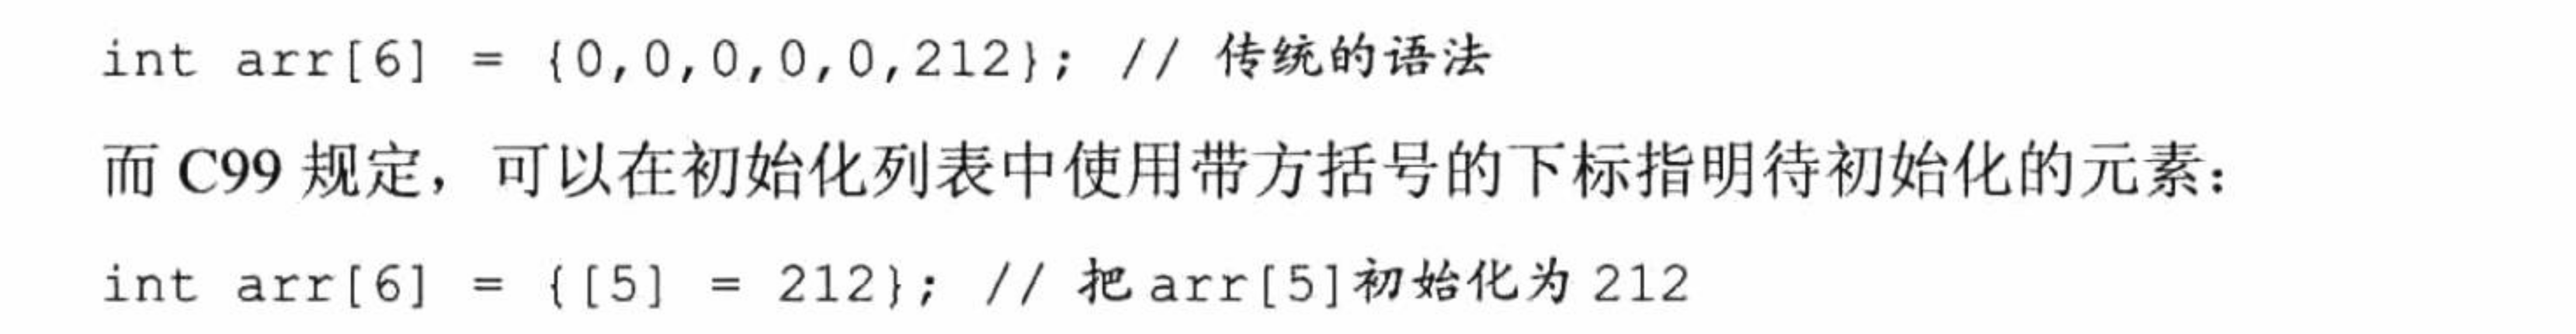 int arr[6] = {0,0,0,0,0,212}; // 传统的语法
而 C99 规定，可以在初始化列表中使用带方括号的下标指明待初始化的元素：
int arr[6] = {[5] = 212}; // 把 arr[5]初始化为 212